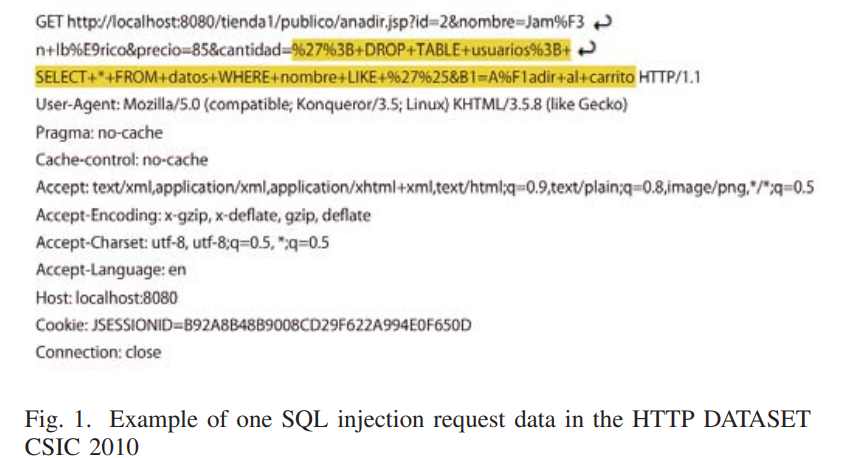 GET http://localhost:8080/tienda1/publico/anadir.jsp?id=2&nombre=Jam%F3 ↩
n+Ib%E9rico&precio=85&cantidad=%27%3B+DROP+TABLE+usuarios%3B+ ↩
SELECT+*+FROM+datos+WHERE+nombre+LIKE+%27%25&B1=A%F1adir+al+carrito HTTP/1.1
User-Agent: Mozilla/5.0 (compatible; Konqueror/3.5; Linux) KHTML/3.5.8 (like Gecko)
Pragma: no-cache
Cache-control: no-cache
Accept: text/xml,application/xml,application/xhtml+xml,text/html;q=0.9,text/plain;q=0.8,image/png,*/*;q=0.5
Accept-Encoding: x-gzip, x-deflate, gzip, deflate
Accept-Charset: utf-8, utf-8;q=0.5, *;q=0.5
Accept-Language: en
Host: localhost:8080
Cookie: JSESSIONID=B92A8B48B9008CD29F622A994E0F650D
Connection: close
Fig. 1. Example of one SQL injection request data in the HTTP DATASET
CSIC 2010